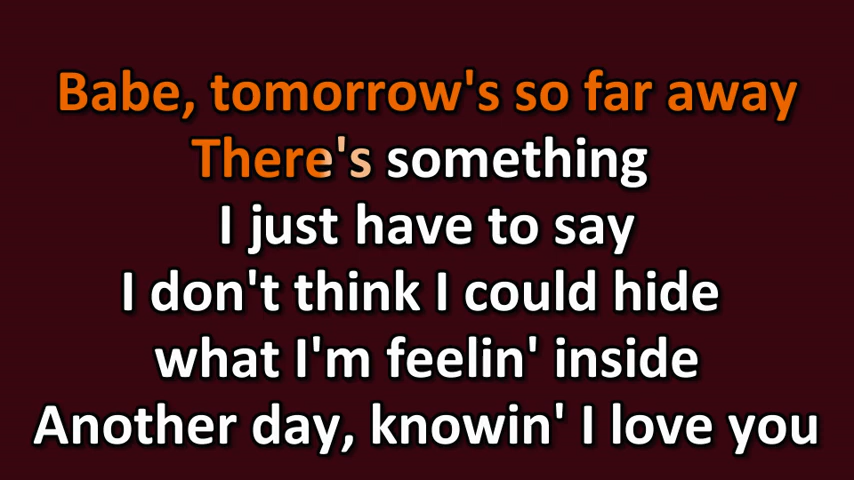 Babe, tomorrow's so far away
There's something
I just have to say
I don't think I could hide
what I'm feelin' inside
Another day, knowin' I love you